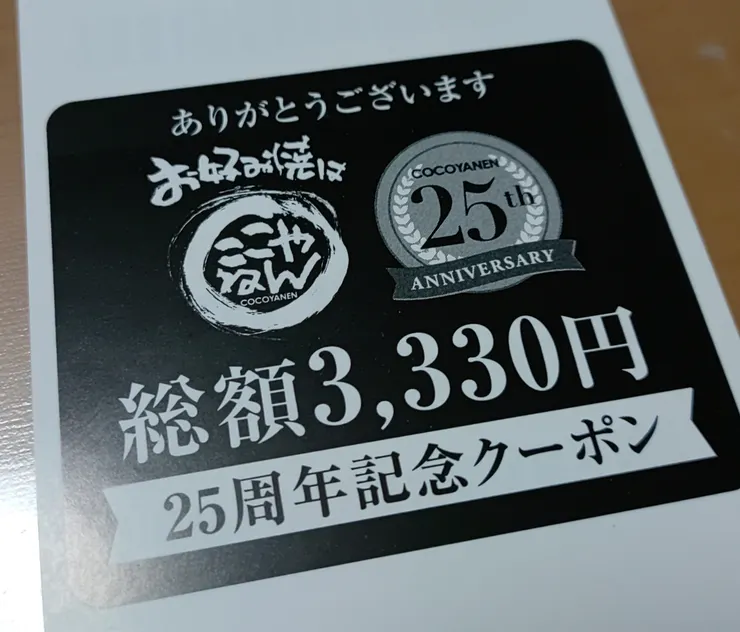 ありがとうございます
お好み焼は
ここや
ねん
COCOYANEN
COCOYANEN
25th
ANNIVERSARY
総額3,330円
25周年記念クーポン